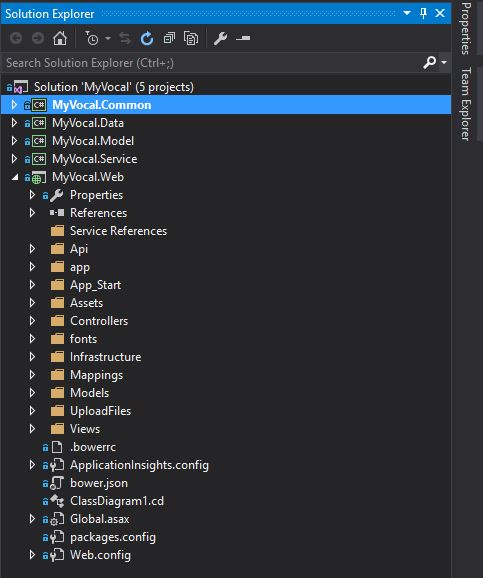 Solution Explorer
Search Solution Explorer (Ctrl+;)
Solution 'MyVocal' (5 projects)
C# MyVocal.Common
C# MyVocal.Data
C# MyVocal.Model
C# MyVocal.Service
MyVocal.Web
Properties
References
Service References
Api
app
App_Start
Assets
Controllers
fonts
Infrastructure
Mappings
Models
UploadFiles
Views
.bowerrc
ApplicationInsights.config
bower.json
ClassDiagram1.cd
Global.asax
packages.config
Web.config
Properties
Team Explorer